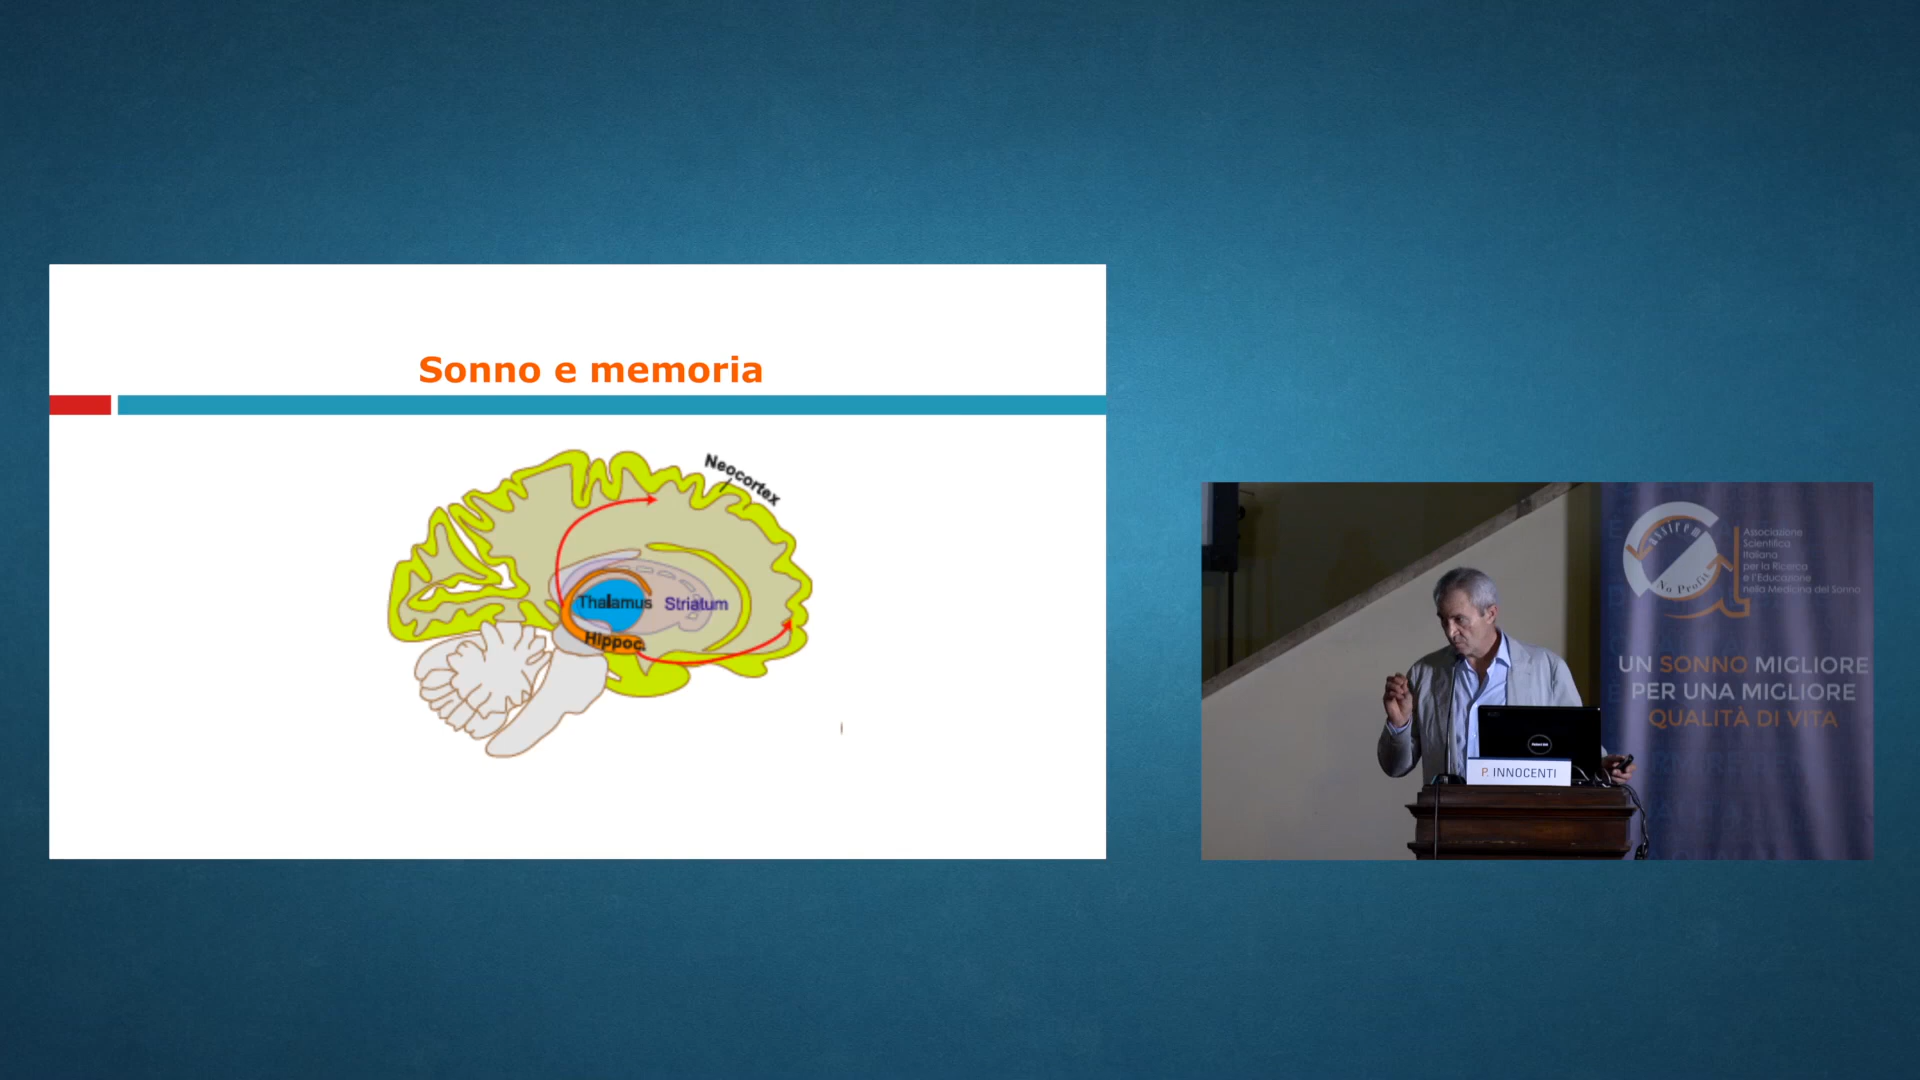 Sonno e memoria
Neocortex
Thalamus
Striatum
Hippoc.
assirem
No Profit
Associazione
Scientifica
Italiana
per la Ricerca
e l'Educazione
nella Medicina del Sonno
UN SONNO MIGLIORE
PER UNA MIGLIORE
QUALITÀ DI VITA
P. INNOCENTI